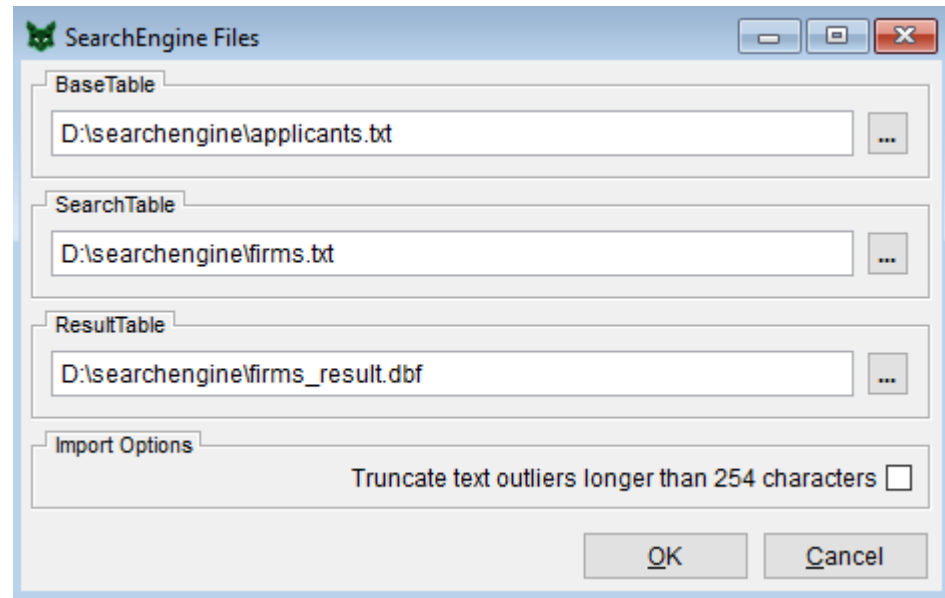 SearchEngine Files
BaseTable
D:\searchengine\applicants.txt
...
SearchTable
D:\searchengine\firms.txt
...
ResultTable
D:\searchengine\firms_result.dbf
...
Import Options
Truncate text outliers longer than 254 characters
OK Cancel